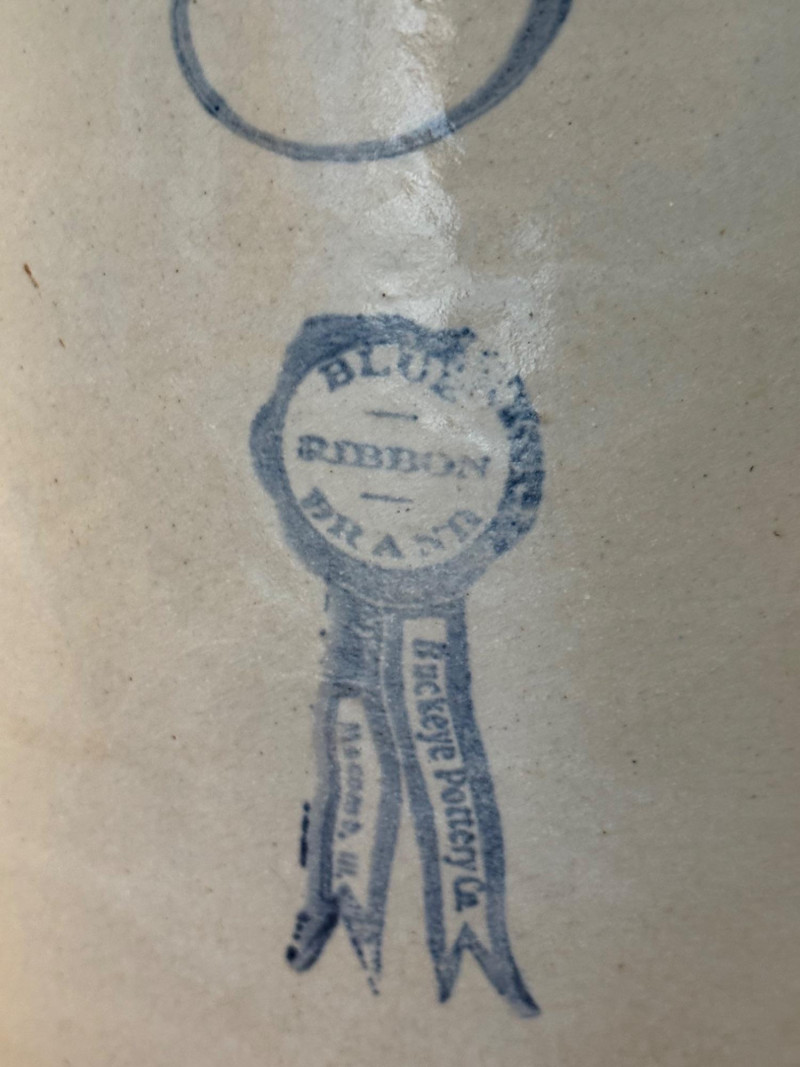 BLUE
RIBBON
BRAND
Buckeye Pottery Co.
Macomb, Ill.